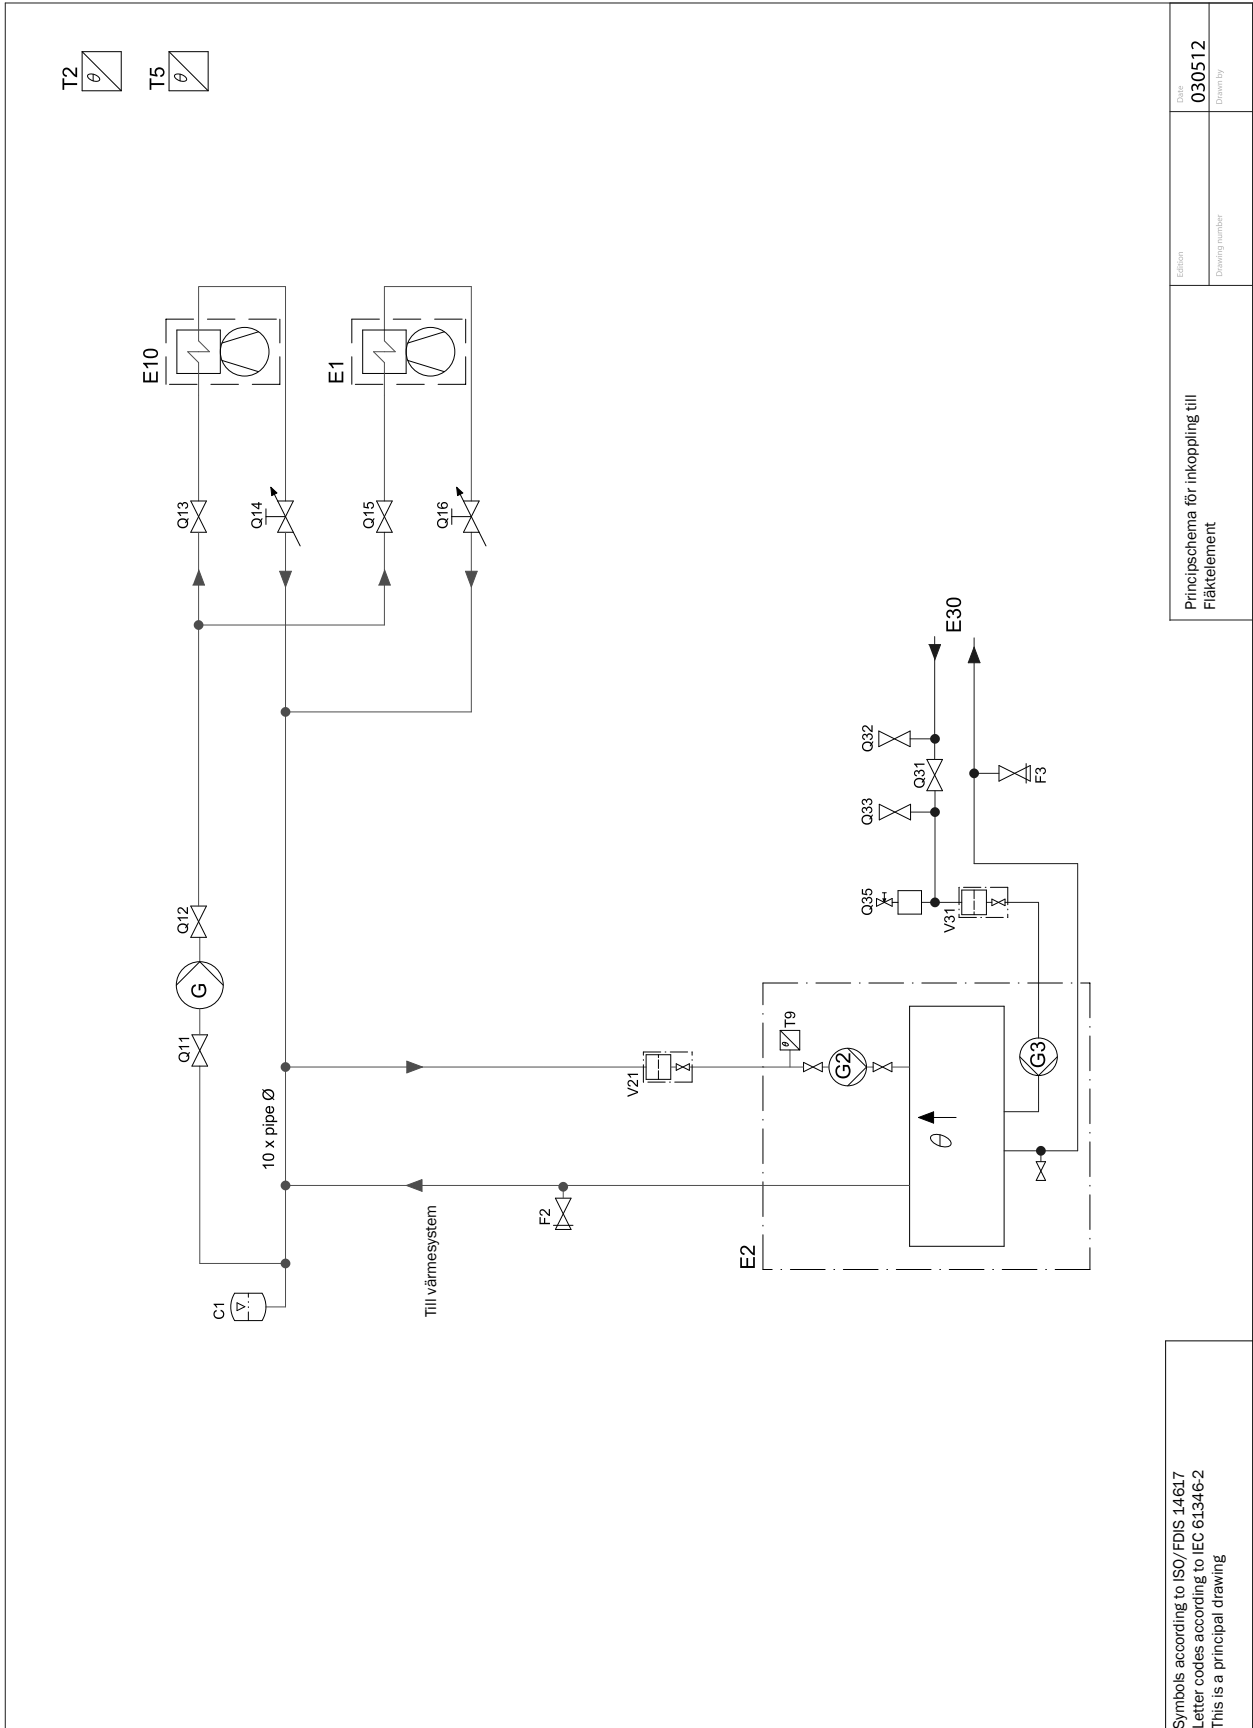 T2
θ
T5
θ
E10
E1
Q13
Q14
Q15
Q16
E30
Q12
G
Q11
10 x pipe Ø
C1
Till värmesystem
F2
V21
T9
θ
G2
E2
θ
G3
Q35
V31
Q33
Q31
Q32
F3
Symbols according to ISO/FDIS 14617
Letter codes according to IEC 61346-2
This is a principal drawing
Principschema för inkoppling till
Fläktelement
Edition
Date
030512
Drawing number
Drawn by